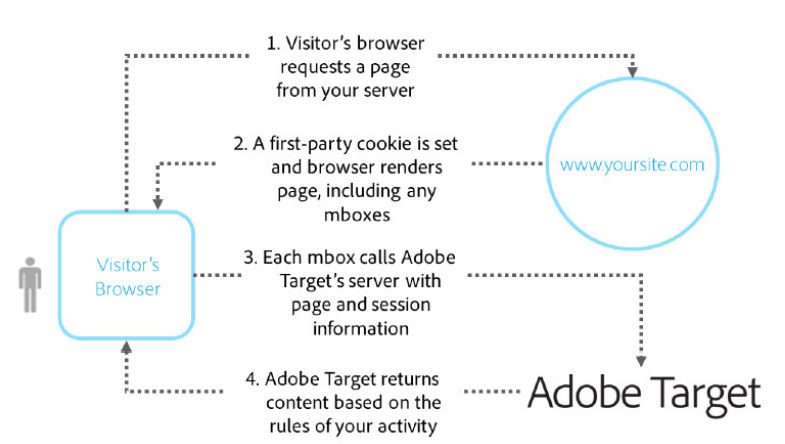 1. Visitor's browser
requests a page
from your server
2. A first-party cookie is set
and browser renders
page, including any
mboxes
www.yoursite.com
Visitor's
Browser
3. Each mbox calls Adobe
Target's server with
page and session
information
4. Adobe Target returns
content based on the
rules of your activity
Adobe Target